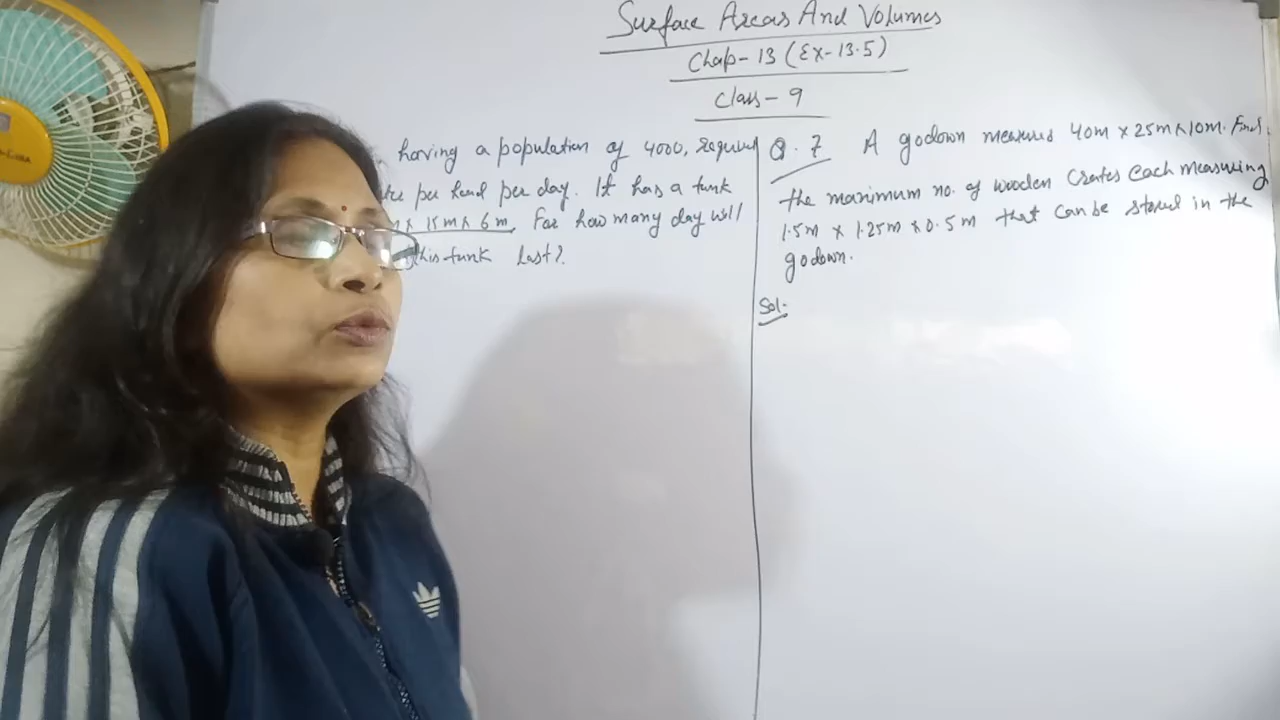 Surface Areas And Volumes
Chap- 13 (Ex- 13.5)
Class - 9
having a population of 4000,
per head per day. It has a tank
x 15m x 6m. For how many day will
this tank last?
Q. 7 A godown measures 40m x 25m x 10m. Find
the maximum no. of wooden crates each measuring
1.5m x 1.25m x 0.5m that can be stored in the
godown.
Sol:-